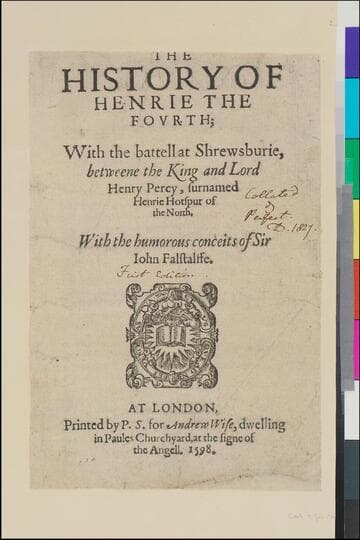 THE
HISTORY OF
HENRIE THE
FOVRTH;
With the battell at Shrewsburie,
betweene the King and Lord
Henry Percy, surnamed
Henrie Hotspur of
the North.
Collated
&
Perfect.
D. 1827.
With the humorous conceits of Sir
Iohn Falstalffe.
First Edition.
AT LONDON,
Printed by P. S. for Andrew Wise, dwelling
in Paules Churchyard, at the signe of
the Angell. 1598.